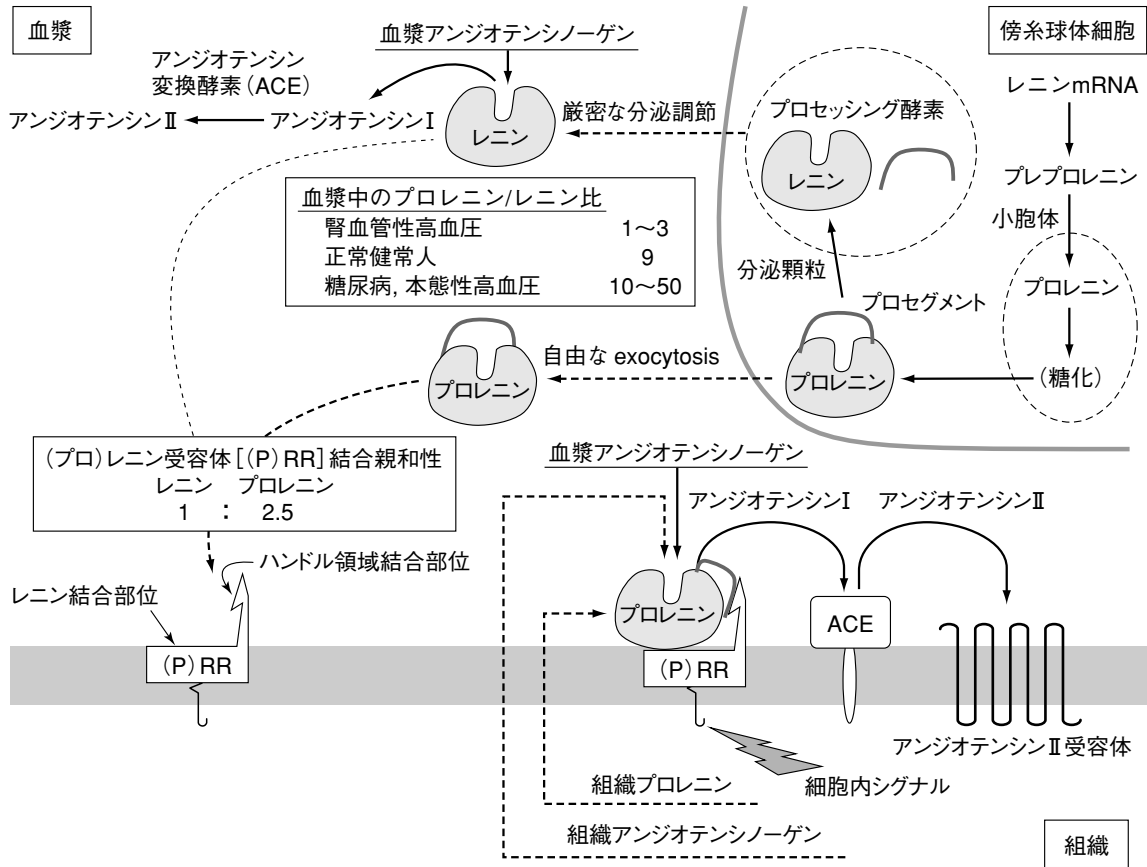 血漿
血漿アンジオテンシノーゲン
アンジオテンシン
変換酵素(ACE)
アンジオテンシンⅡ
アンジオテンシンⅠ
レニン
厳密な分泌調節
傍糸球体細胞
レニンmRNA
プレプロレニン
小胞体
プロレニン
(糖化)
プロセッシング酵素
レニン
分泌顆粒
プロセグメント
プロレニン
血漿中のプロレニン/レニン比
腎血管性高血圧 1〜3
正常健常人 9
糖尿病, 本態性高血圧 10〜50
自由な exocytosis
プロレニン
(プロ)レニン受容体[(P)RR]結合親和性
レニン プロレニン
1 : 2.5
ハンドル領域結合部位
レニン結合部位
(P)RR
血漿アンジオテンシノーゲン
アンジオテンシンⅠ
アンジオテンシンⅡ
プロレニン
(P)RR
ACE
アンジオテンシンⅡ受容体
細胞内シグナル
組織プロレニン
組織アンジオテンシノーゲン
組織